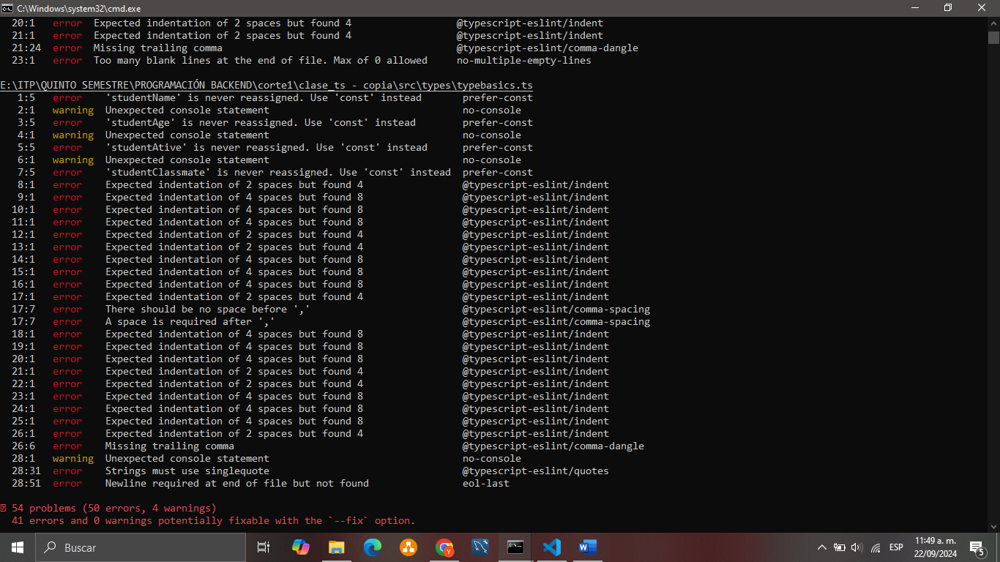 C:\Windows\system32\cmd.exe
20:1 error Expected indentation of 2 spaces but found 4 @typescript-eslint/indent
21:1 error Expected indentation of 2 spaces but found 4 @typescript-eslint/indent
21:24 error Missing trailing comma @typescript-eslint/comma-dangle
23:1 error Too many blank lines at the end of file. Max of 0 allowed no-multiple-empty-lines
E:\ITP\QUINTO SEMESTRE\PROGRAMACIÓN BACKEND\corte1\clase_ts - copia\src\types\typebasics.ts
1:5 error 'studentName' is never reassigned. Use 'const' instead prefer-const
2:1 warning Unexpected console statement no-console
3:5 error 'studentAge' is never reassigned. Use 'const' instead prefer-const
4:1 warning Unexpected console statement no-console
5:5 error 'studentAtive' is never reassigned. Use 'const' instead prefer-const
6:1 warning Unexpected console statement no-console
7:5 error 'studentClassmate' is never reassigned. Use 'const' instead prefer-const
8:1 error Expected indentation of 2 spaces but found 4 @typescript-eslint/indent
9:1 error Expected indentation of 4 spaces but found 8 @typescript-eslint/indent
10:1 error Expected indentation of 4 spaces but found 8 @typescript-eslint/indent
11:1 error Expected indentation of 4 spaces but found 8 @typescript-eslint/indent
12:1 error Expected indentation of 2 spaces but found 4 @typescript-eslint/indent
13:1 error Expected indentation of 2 spaces but found 4 @typescript-eslint/indent
14:1 error Expected indentation of 4 spaces but found 8 @typescript-eslint/indent
15:1 error Expected indentation of 4 spaces but found 8 @typescript-eslint/indent
16:1 error Expected indentation of 4 spaces but found 8 @typescript-eslint/indent
17:1 error Expected indentation of 2 spaces but found 4 @typescript-eslint/indent
17:7 error There should be no space before ',' @typescript-eslint/comma-spacing
17:7 error A space is required after ',' @typescript-eslint/comma-spacing
18:1 error Expected indentation of 4 spaces but found 8 @typescript-eslint/indent
19:1 error Expected indentation of 4 spaces but found 8 @typescript-eslint/indent
20:1 error Expected indentation of 4 spaces but found 8 @typescript-eslint/indent
21:1 error Expected indentation of 2 spaces but found 4 @typescript-eslint/indent
22:1 error Expected indentation of 2 spaces but found 4 @typescript-eslint/indent
23:1 error Expected indentation of 4 spaces but found 8 @typescript-eslint/indent
24:1 error Expected indentation of 4 spaces but found 8 @typescript-eslint/indent
25:1 error Expected indentation of 4 spaces but found 8 @typescript-eslint/indent
26:1 error Expected indentation of 2 spaces but found 4 @typescript-eslint/indent
26:6 error Missing trailing comma @typescript-eslint/comma-dangle
28:1 warning Unexpected console statement no-console
28:31 error Strings must use singlequote @typescript-eslint/quotes
28:51 error Newline required at end of file but not found eol-last
54 problems (50 errors, 4 warnings)
41 errors and 0 warnings potentially fixable with the `--fix` option.
Buscar
ESP
11:49 a. m.
22/09/2024
5